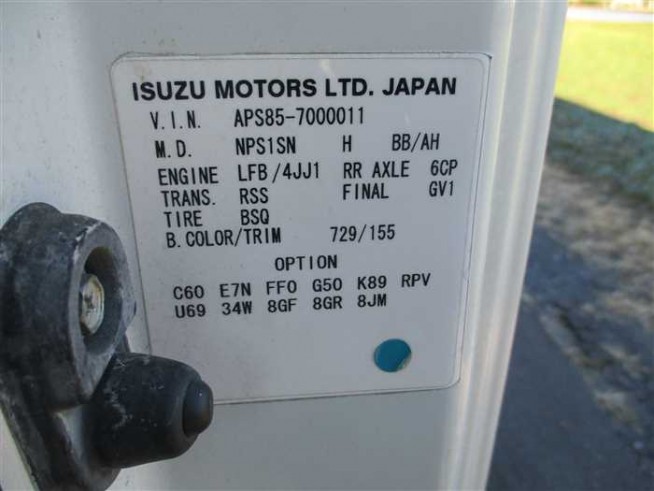 ISUZU MOTORS LTD. JAPAN
V.I.N. APS85-7000011
M.D. NPS1SN H BB/AH
ENGINE LFB/4JJ1 RR AXLE 6CP
TRANS. RSS FINAL GV1
TIRE BSQ
B.COLOR/TRIM 729/155
OPTION
C60 E7N FF0 G50 K89 RPV
U69 34W 8GF 8GR 8JM